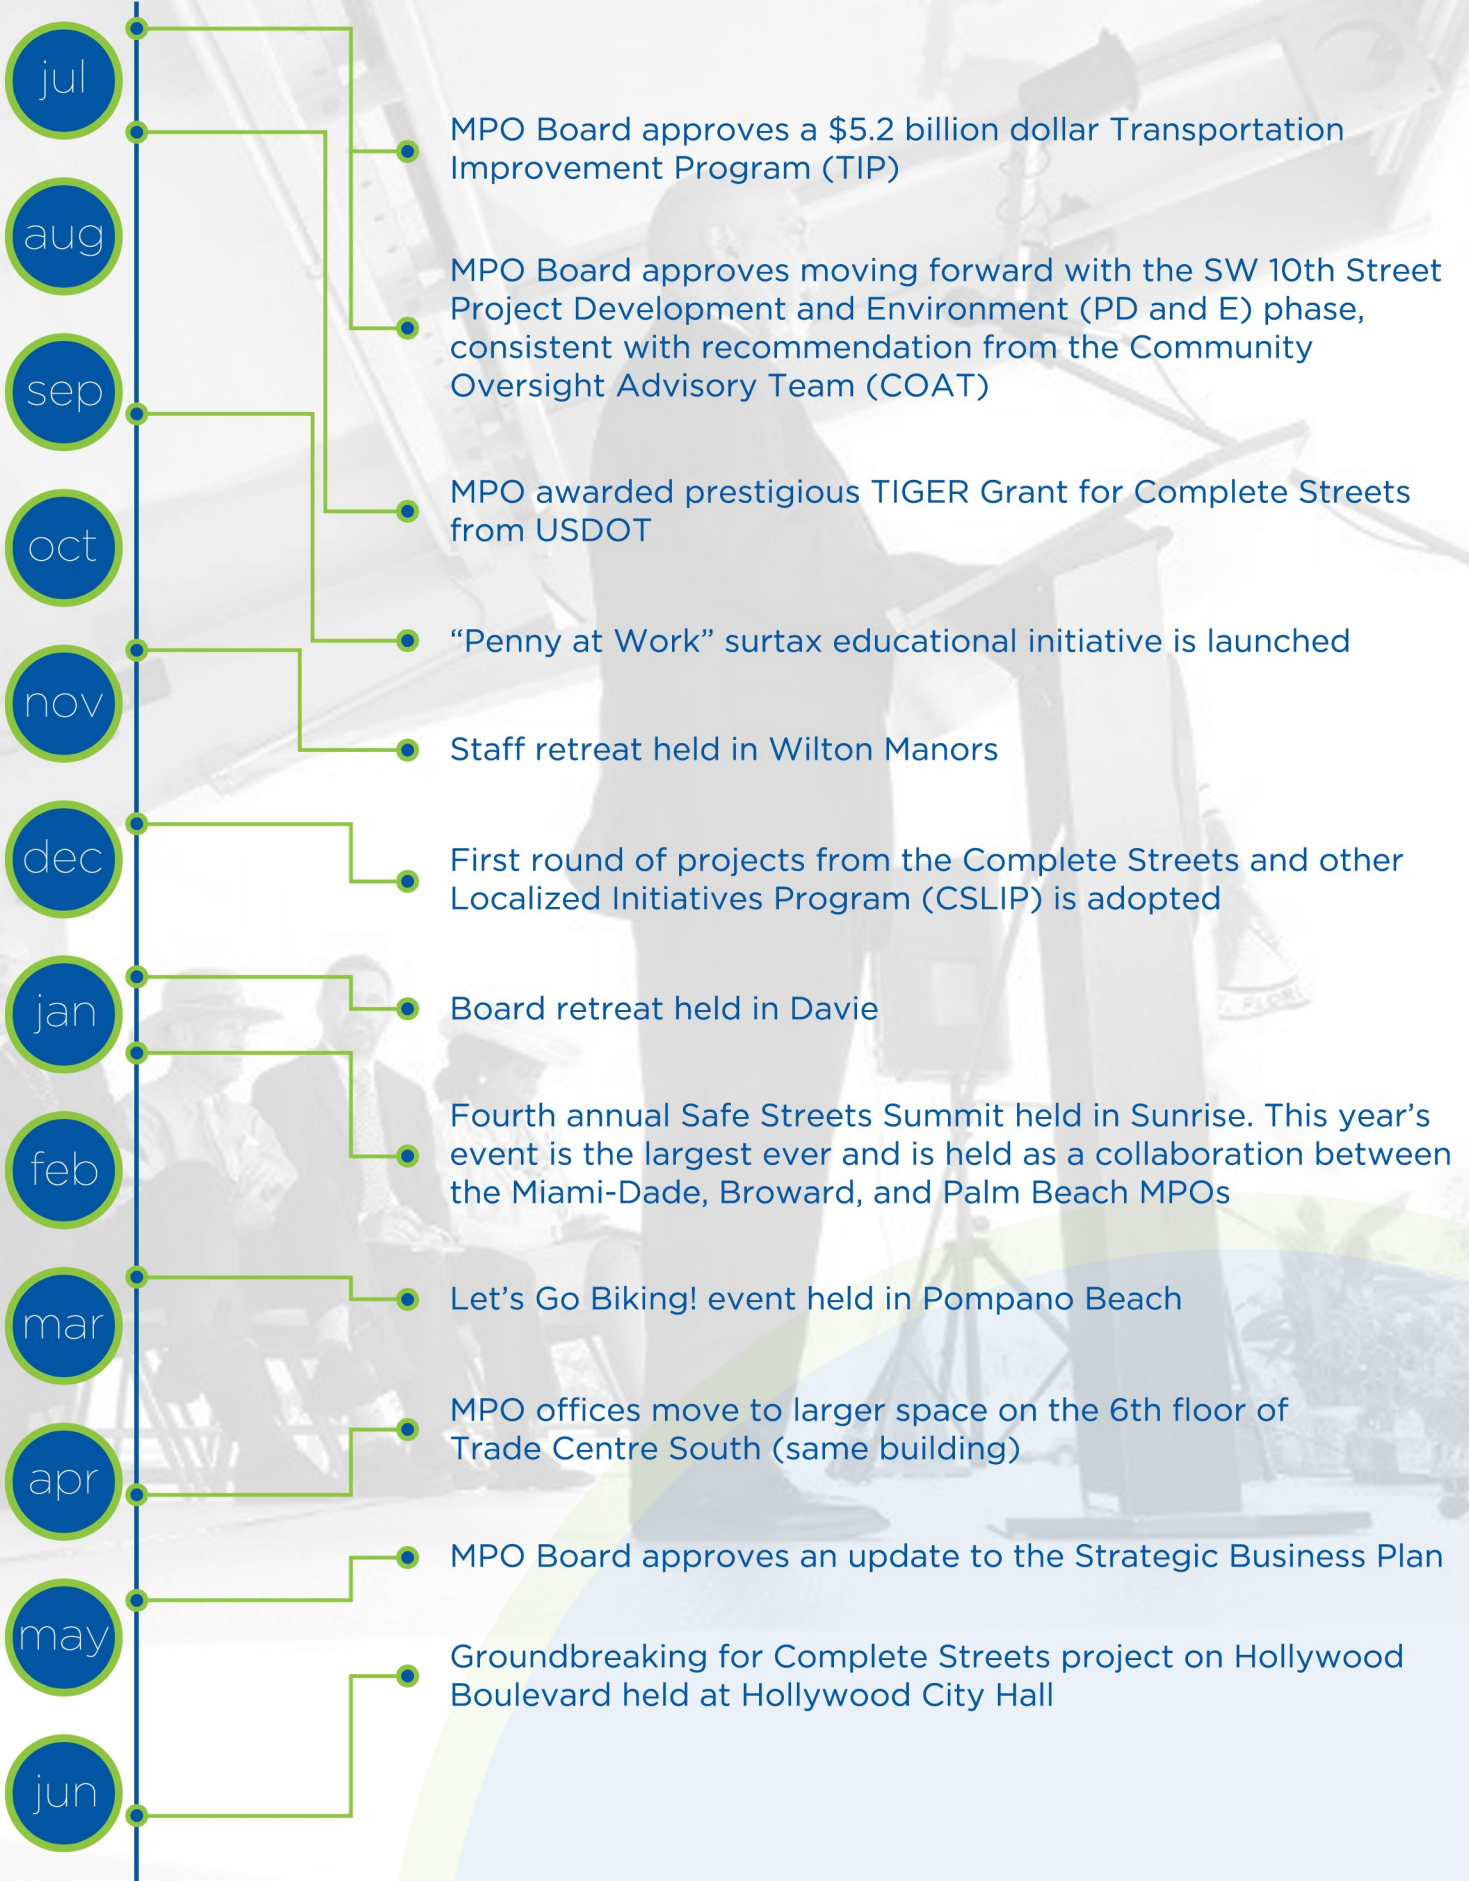 jul
MPO Board approves a $5.2 billion dollar Transportation
Improvement Program (TIP)
aug
MPO Board approves moving forward with the SW 10th Street
Project Development and Environment (PD and E) phase,
consistent with recommendation from the Community
Oversight Advisory Team (COAT)
sep
MPO awarded prestigious TIGER Grant for Complete Streets
from USDOT
oct
“Penny at Work” surtax educational initiative is launched
nov
Staff retreat held in Wilton Manors
dec
First round of projects from the Complete Streets and other
Localized Initiatives Program (CSLIP) is adopted
jan
Board retreat held in Davie
feb
Fourth annual Safe Streets Summit held in Sunrise. This year’s
event is the largest ever and is held as a collaboration between
the Miami-Dade, Broward, and Palm Beach MPOs
mar
Let’s Go Biking! event held in Pompano Beach
apr
MPO offices move to larger space on the 6th floor of
Trade Centre South (same building)
MPO Board approves an update to the Strategic Business Plan
may
Groundbreaking for Complete Streets project on Hollywood
Boulevard held at Hollywood City Hall
jun